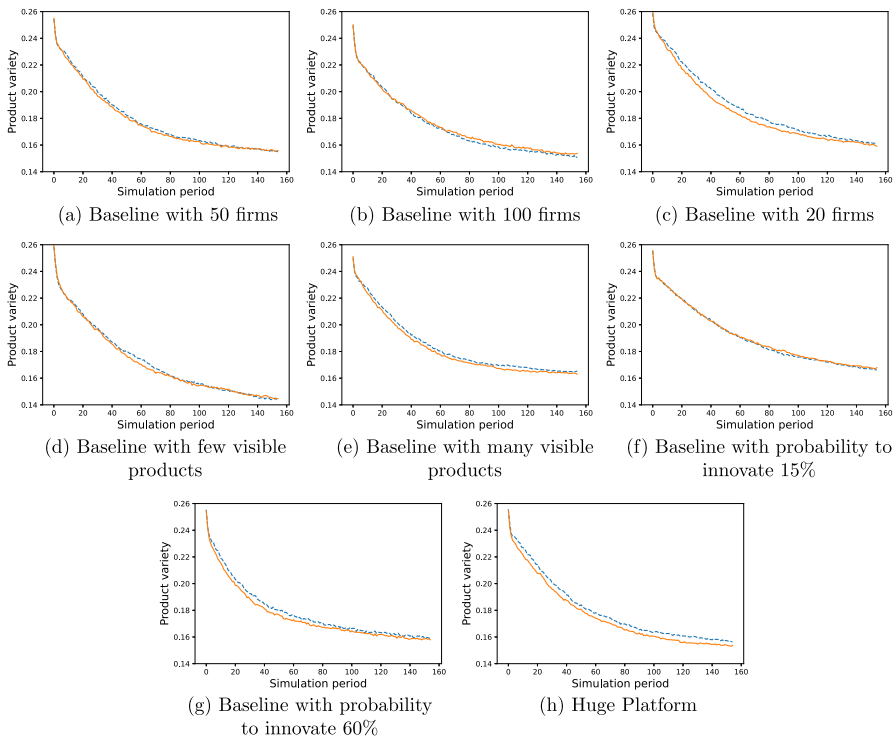 0.26
0.24
0.22
0.20
0.18
0.16
0.14
Product variety
0 20 40 60 80 100 120 140 160
Simulation period
(a) Baseline with 50 firms
0.26
0.24
0.22
0.20
0.18
0.16
0.14
Product variety
0 20 40 60 80 100 120 140 160
Simulation period
(b) Baseline with 100 firms
0.26
0.24
0.22
0.20
0.18
0.16
0.14
Product variety
0 20 40 60 80 100 120 140 160
Simulation period
(c) Baseline with 20 firms
0.26
0.24
0.22
0.20
0.18
0.16
0.14
Product variety
0 20 40 60 80 100 120 140 160
Simulation period
(d) Baseline with few visible
products
0.26
0.24
0.22
0.20
0.18
0.16
0.14
Product variety
0 20 40 60 80 100 120 140 160
Simulation period
(e) Baseline with many visible
products
0.26
0.24
0.22
0.20
0.18
0.16
0.14
Product variety
0 20 40 60 80 100 120 140 160
Simulation period
(f) Baseline with probability to
innovate 15%
0.26
0.24
0.22
0.20
0.18
0.16
0.14
Product variety
0 20 40 60 80 100 120 140 160
Simulation period
(g) Baseline with probability
to innovate 60%
0.26
0.24
0.22
0.20
0.18
0.16
0.14
Product variety
0 20 40 60 80 100 120 140 160
Simulation period
(h) Huge Platform